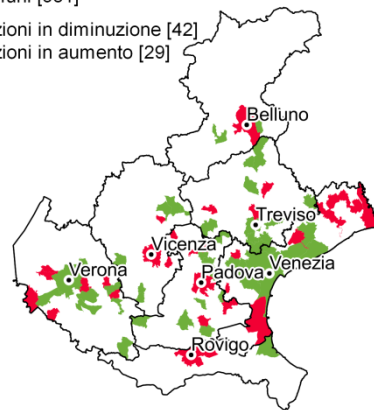 zioni in diminuzione [42]
zioni in aumento [29]
Belluno
Treviso
Vicenza
Verona
Padova
Venezia
Rovigo